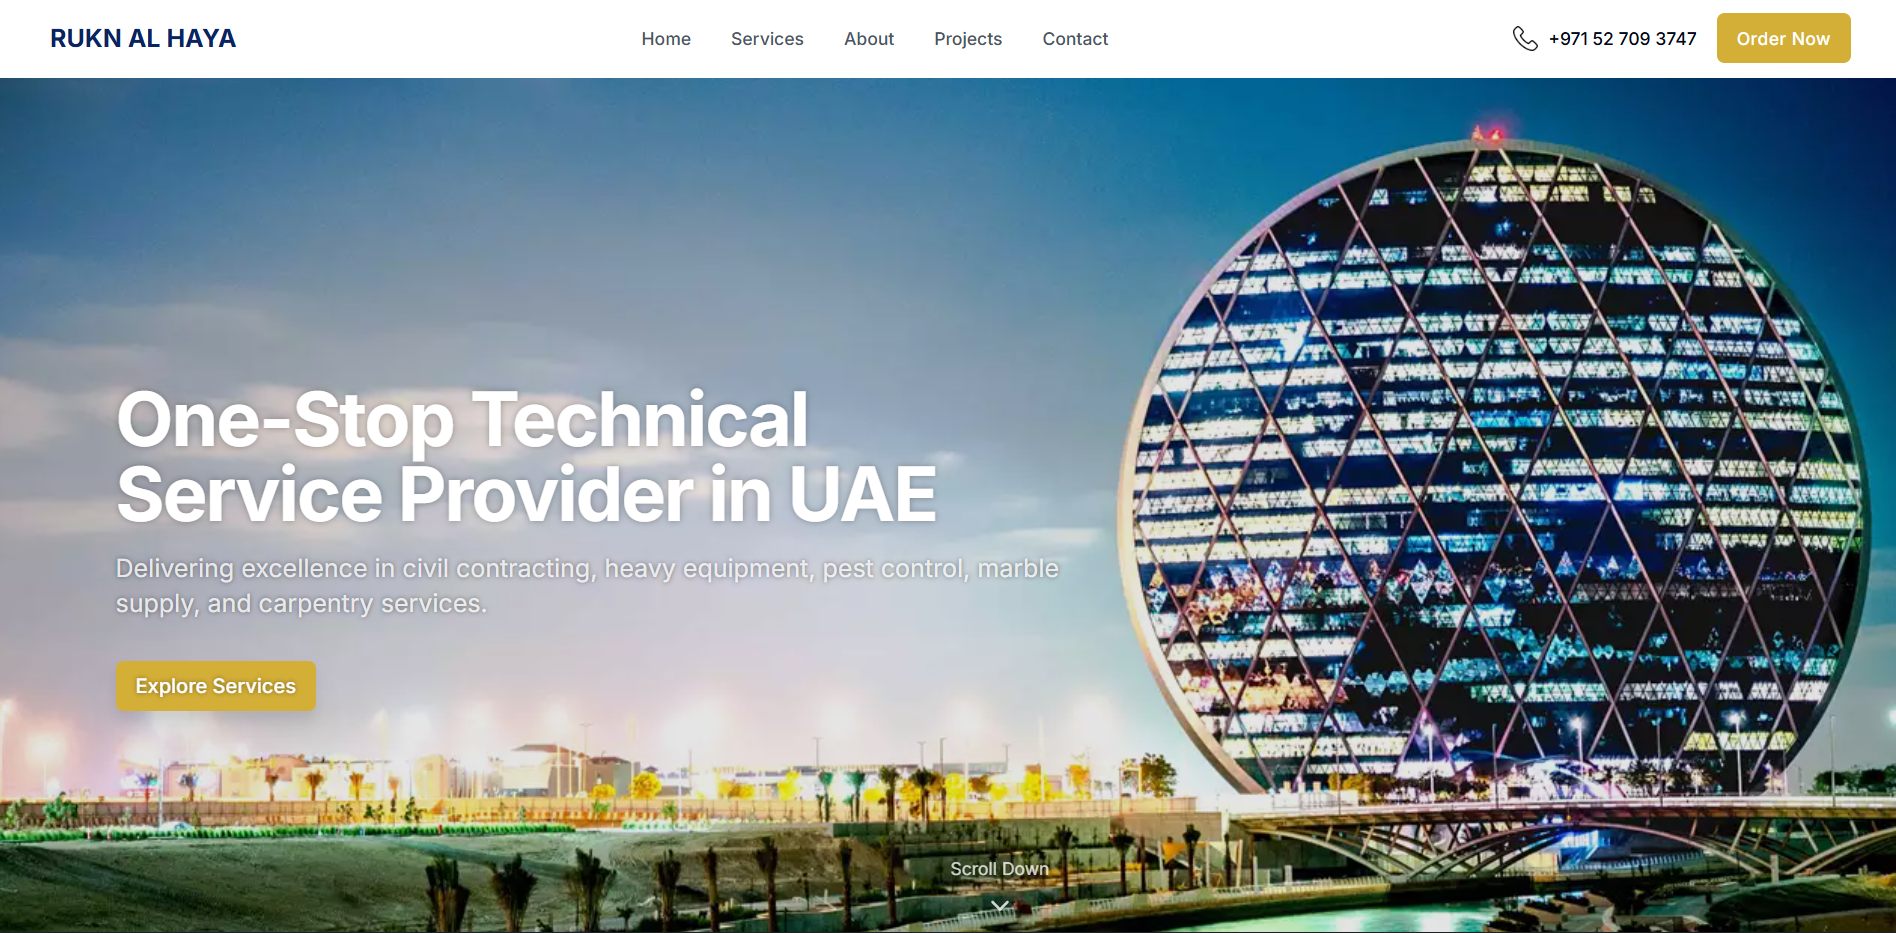 RUKN AL HAYA
Home
Services
About
Projects
Contact
+971 52 709 3747
Order Now
One-Stop Technical
Service Provider in UAE
Delivering excellence in civil contracting, heavy equipment, pest control, marble
supply, and carpentry services.
Explore Services
Scroll Down